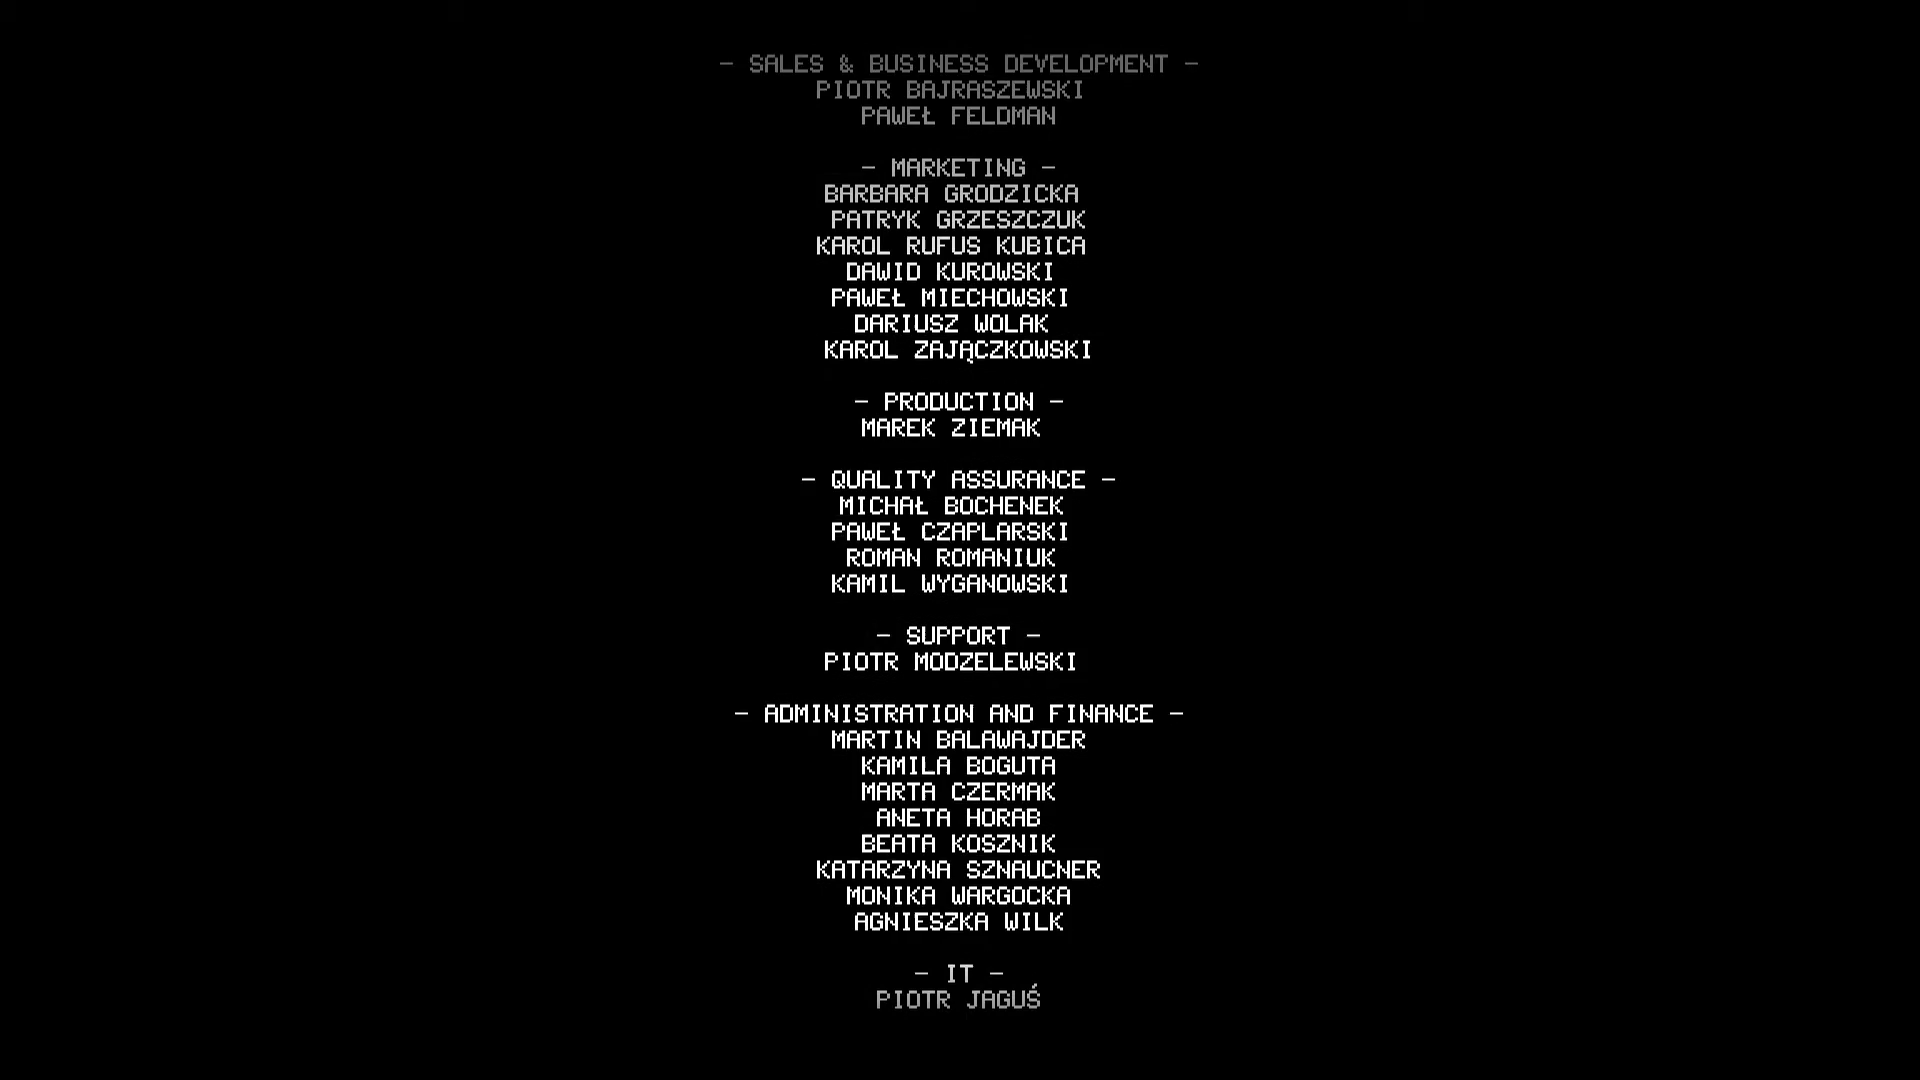 - SALES & BUSINESS DEVELOPMENT -
PIOTR BAJRASZEWSKI
PAWEŁ FELDMAN
- MARKETING -
BARBARA GRODZICKA
PATRYK GRZESZCZUK
KAROL RUFUS KUBICA
DAWID KUROWSKI
PAWEŁ MIECHOWSKI
DARIUSZ WOLAK
KAROL ZAJĄCZKOWSKI
- PRODUCTION -
MAREK ZIEMAK
- QUALITY ASSURANCE -
MICHAŁ BOCHENEK
PAWEŁ CZAPLARSKI
ROMAN ROMANIUK
KAMIL WYGANOWSKI
- SUPPORT -
PIOTR MODZELEWSKI
- ADMINISTRATION AND FINANCE -
MARTIN BALAWAJDER
KAMILA BOGUTA
MARTA CZERMAK
ANETA HORAB
BEATA KOSZNIK
KATARZYNA SZNAUCNER
MONIKA WARGOCKA
AGNIESZKA WILK
- IT -
PIOTR JAGUŚ